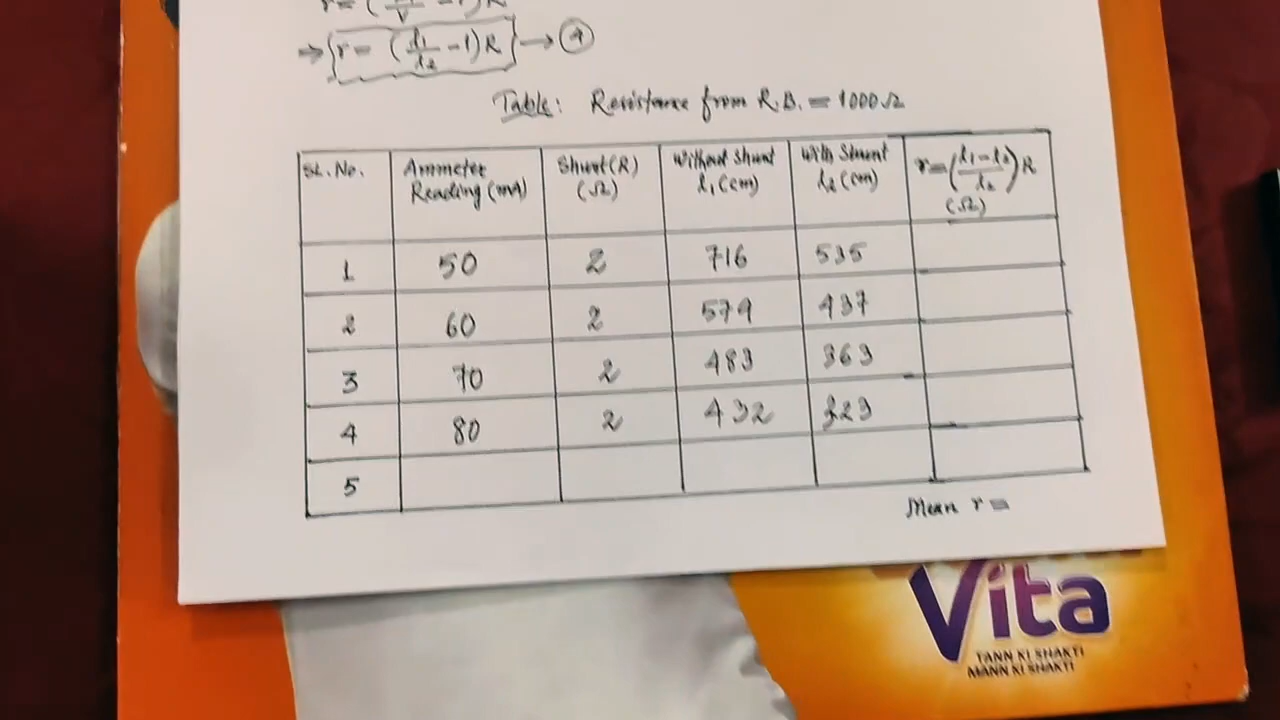 r = ( /V - 1)R
⇒ r = (l₁/l₂ - 1)R → 4
Table: Resistance from R.B. = 1000Ω
SL. No. Ammeter Reading (mA) Shunt (R) (Ω) Without Shunt l₁ (cm) With Shunt l₂ (cm) r = (l₁-l₂/l₂)R (Ω)
1 50 2 716 535
2 60 2 579 437
3 70 2 483 363
4 80 2 432 323
5
Mean r =
Vita
TANN KI SHAKTI
MANN KI SHAKTI